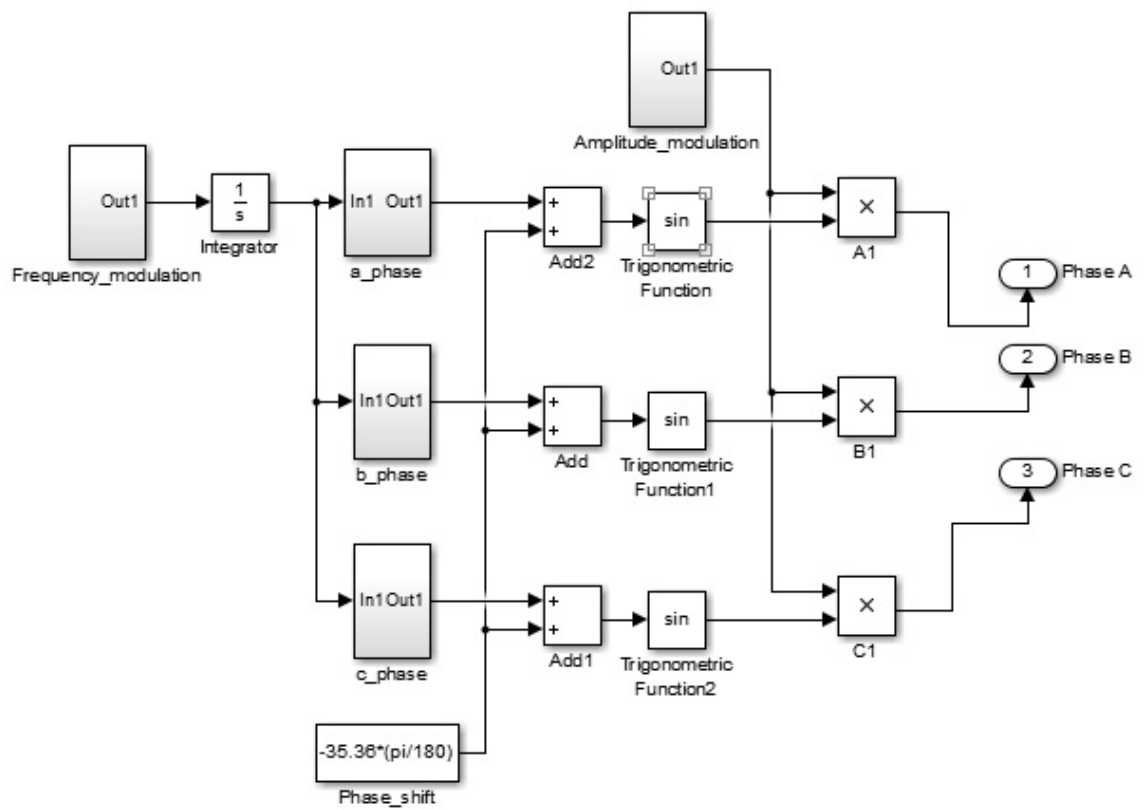 Out1
Amplitude_modulation
Out1
Frequency_modulation
1
s
Integrator
In1 Out1
a_phase
+
+
Add2
sin
Trigonometric
Function
×
A1
1
Phase A
In1Out1
b_phase
+
+
Add
sin
Trigonometric
Function1
×
B1
2
Phase B
In1Out1
c_phase
+
+
Add1
sin
Trigonometric
Function2
×
C1
3
Phase C
-35.36*(pi/180)
Phase_shift